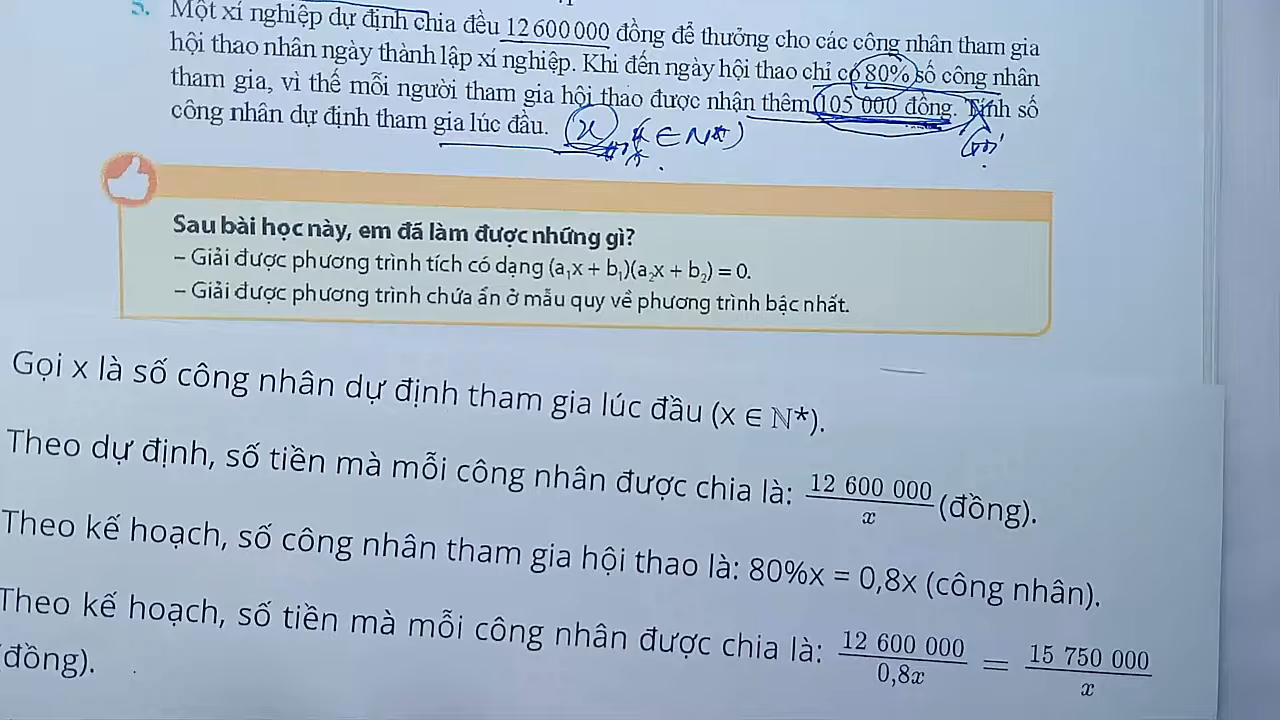 5. Một xí nghiệp dự định chia đều 12 600 000 đồng để thưởng cho các công nhân tham gia
hội thao nhân ngày thành lập xí nghiệp. Khi đến ngày hội thao chỉ có 80% số công nhân
tham gia, vì thế mỗi người tham gia hội thao được nhận thêm 105 000 đồng. Tính số
công nhân dự định tham gia lúc đầu. x (∈ N*)
Sau bài học này, em đã làm được những gì?
– Giải được phương trình tích có dạng (a₁x + b₁)(a₂x + b₂) = 0.
– Giải được phương trình chứa ẩn ở mẫu quy về phương trình bậc nhất.
Gọi x là số công nhân dự định tham gia lúc đầu (x ∈ ℕ*).
Theo dự định, số tiền mà mỗi công nhân được chia là: 12 600 000/x (đồng).
Theo kế hoạch, số công nhân tham gia hội thao là: 80%x = 0,8x (công nhân).
Theo kế hoạch, số tiền mà mỗi công nhân được chia là: 12 600 000/0,8x = 15 750 000/x
(đồng).